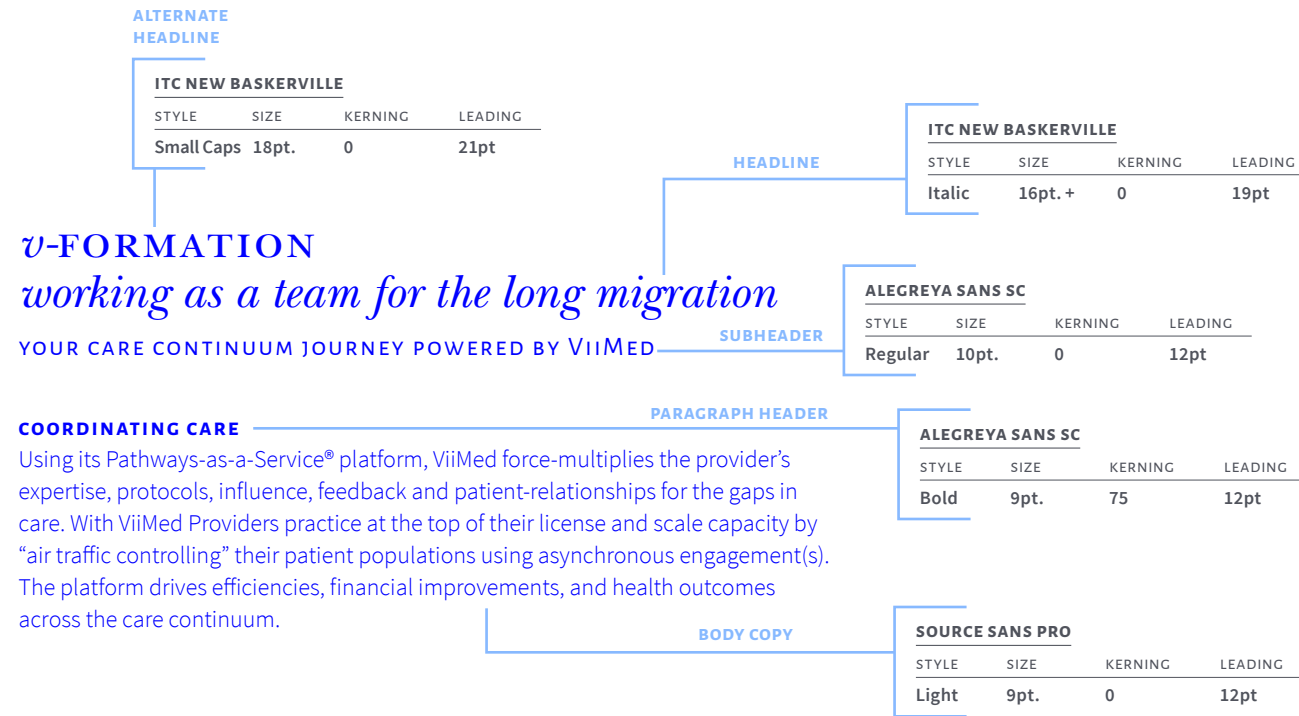 ALTERNATE
HEADLINE
ITC NEW BASKERVILLE
STYLE SIZE KERNING LEADING
Small Caps 18pt. 0 21pt
HEADLINE
ITC NEW BASKERVILLE
STYLE SIZE KERNING LEADING
Italic 16pt. + 0 19pt
v-FORMATION
working as a team for the long migration
YOUR CARE CONTINUUM JOURNEY POWERED BY VIIMED
SUBHEADER
ALEGREYA SANS SC
STYLE SIZE KERNING LEADING
Regular 10pt. 0 12pt
PARAGRAPH HEADER
ALEGREYA SANS SC
STYLE SIZE KERNING LEADING
Bold 9pt. 75 12pt
COORDINATING CARE
Using its Pathways-as-a-Service® platform, ViiMed force-multiplies the provider’s
expertise, protocols, influence, feedback and patient-relationships for the gaps in
care. With ViiMed Providers practice at the top of their license and scale capacity by
“air traffic controlling” their patient populations using asynchronous engagement(s).
The platform drives efficiencies, financial improvements, and health outcomes
across the care continuum.
BODY COPY
SOURCE SANS PRO
STYLE SIZE KERNING LEADING
Light 9pt. 0 12pt